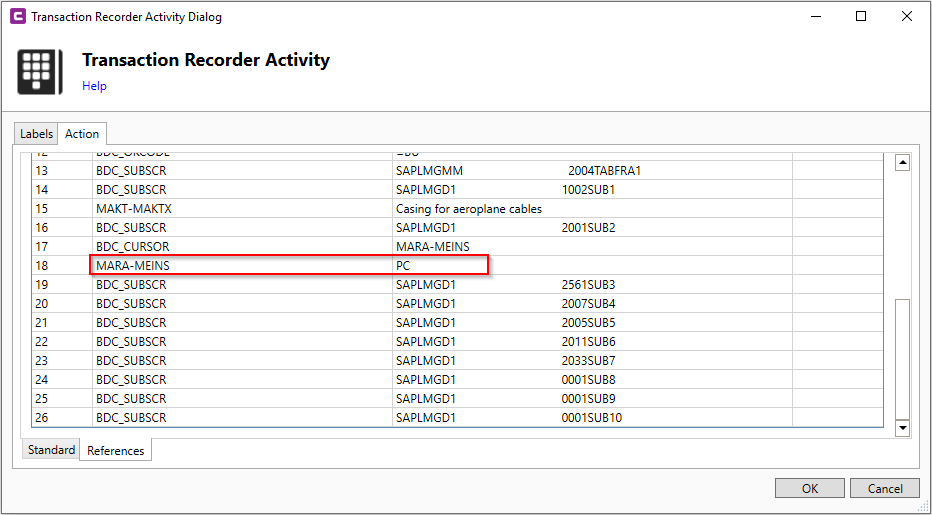 Transaction Recorder Activity Dialog
Transaction Recorder Activity
Help
Labels Action
12 BDC_OKCODE =BU
13 BDC_SUBSCR SAPLMGMM 2004TABFRA1
14 BDC_SUBSCR SAPLMGD1 1002SUB1
15 MAKT-MAKTX Casing for aeroplane cables
16 BDC_SUBSCR SAPLMGD1 2001SUB2
17 BDC_CURSOR MARA-MEINS
18 MARA-MEINS PC
19 BDC_SUBSCR SAPLMGD1 2561SUB3
20 BDC_SUBSCR SAPLMGD1 2007SUB4
21 BDC_SUBSCR SAPLMGD1 2005SUB5
22 BDC_SUBSCR SAPLMGD1 2011SUB6
23 BDC_SUBSCR SAPLMGD1 2033SUB7
24 BDC_SUBSCR SAPLMGD1 0001SUB8
25 BDC_SUBSCR SAPLMGD1 0001SUB9
26 BDC_SUBSCR SAPLMGD1 0001SUB10
Standard References
OK Cancel